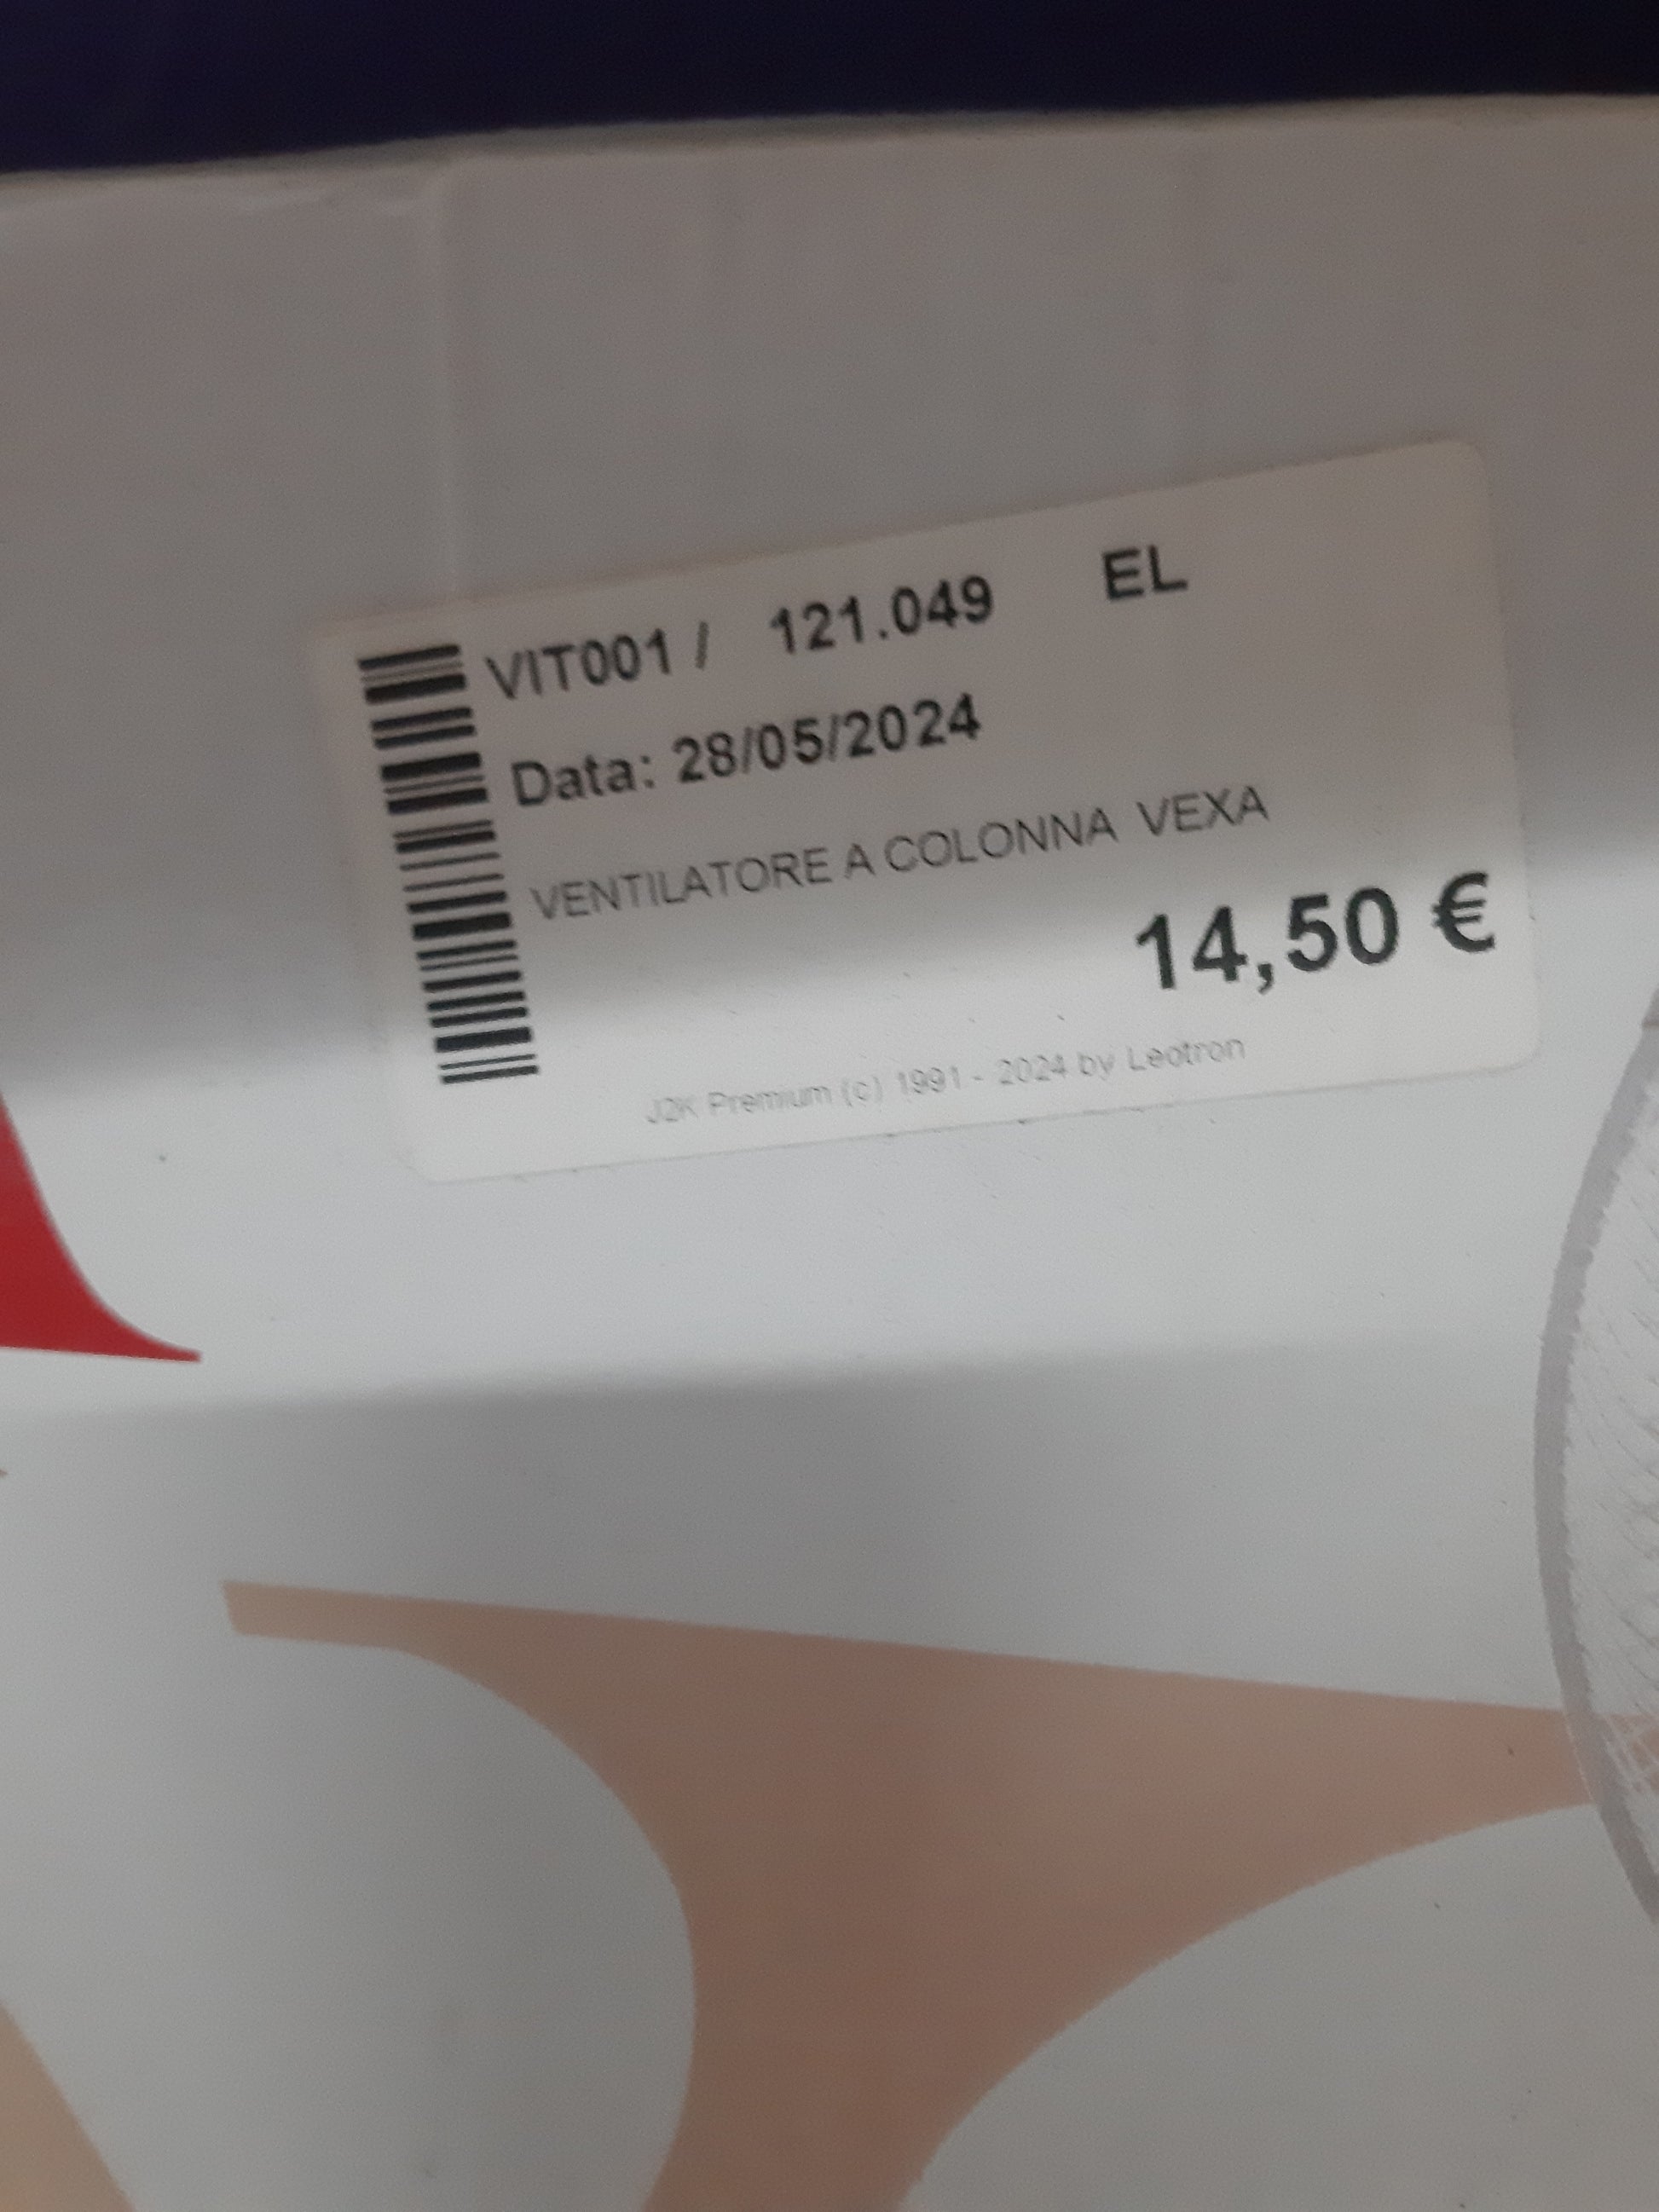 VIT001 / 121.049 EL
Data: 28/05/2024
VENTILATORE A COLONNA VEXA
14,50 €
J2K Premium (c) 1991 - 2024 by Leotron